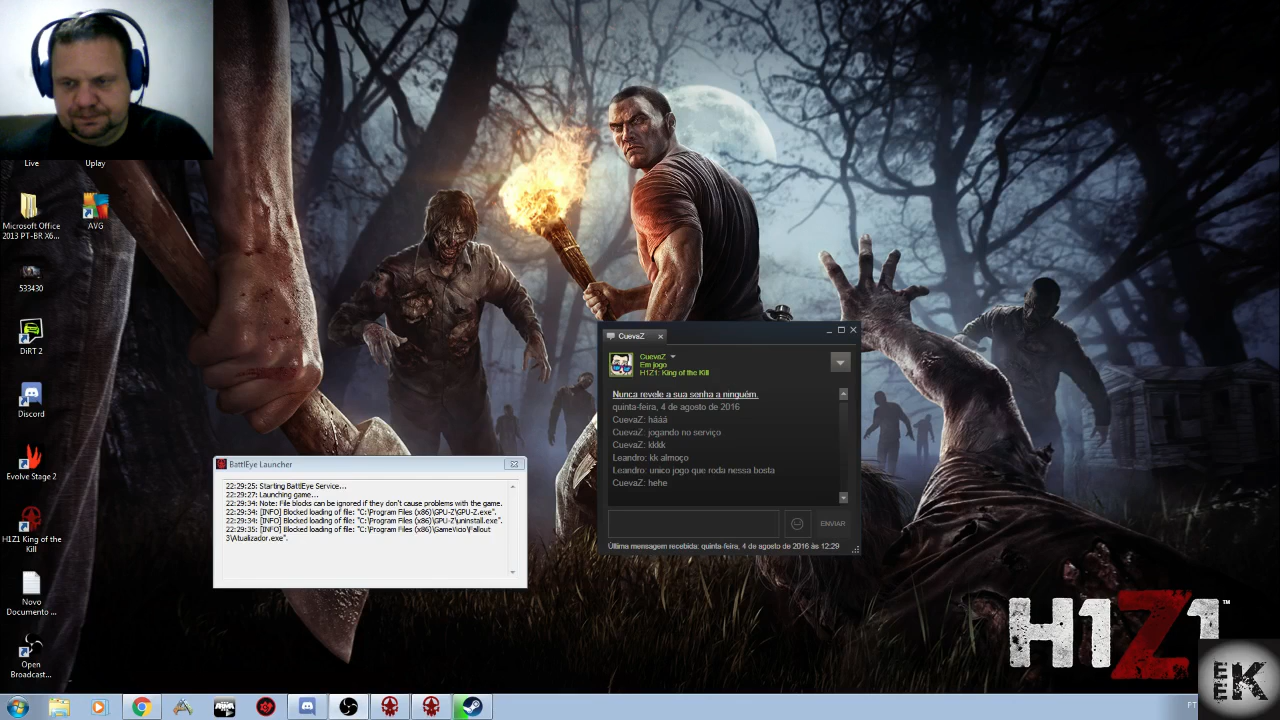 Live
Uplay
Microsoft Office
2013 PT-BR X6...
AVG
533430
DiRT 2
Discord
Evolve Stage 2
H1Z1 King of the
Kill
Novo
Documento ...
Open
Broadcast...
BattlEye Launcher
22:29:25: Starting BattlEye Service...
22:29:27: Launching game...
22:29:34: Note: File blocks can be ignored if they don't cause problems with the game.
22:29:34: [INFO] Blocked loading of file: "C:\Program Files (x86)\GPU-Z\GPU-Z.exe".
22:29:34: [INFO] Blocked loading of file: "C:\Program Files (x86)\GPU-Z\uninstall.exe".
22:29:35: [INFO] Blocked loading of file: "C:\Program Files (x86)\Game\Vicio\Fallout
3\Atualizador.exe".
CuevaZ
CuevaZ
Em jogo
H1Z1: King of the Kill
Nunca revele a sua senha a ninguém.
quinta-feira, 4 de agosto de 2016
CuevaZ: hááá
CuevaZ: jogando no serviço
CuevaZ: kkkk
Leandro: kk almoço
Leandro: unico jogo que roda nessa bosta
CuevaZ: hehe
ENVIAR
Última mensagem recebida: quinta-feira, 4 de agosto de 2016 às 12:29
H1Z1™
PT